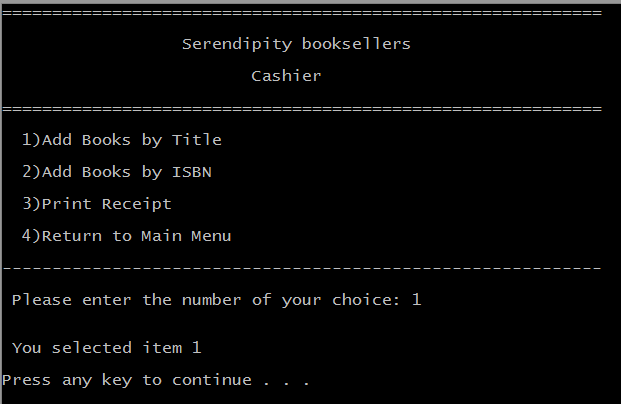 ============================================================
Serendipity booksellers
Cashier
============================================================
1)Add Books by Title
2)Add Books by ISBN
3)Print Receipt
4)Return to Main Menu
------------------------------------------------------------
Please enter the number of your choice: 1
You selected item 1
Press any key to continue . . .